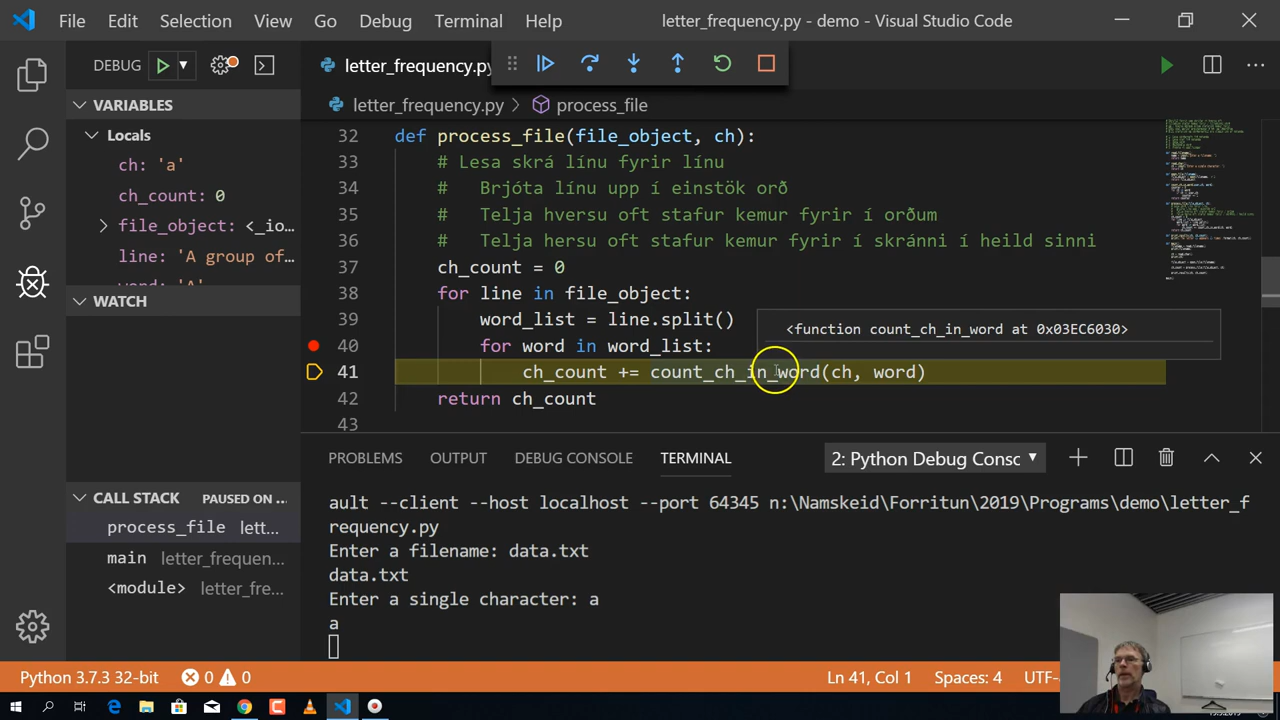 File Edit Selection View Go Debug Terminal Help letter_frequency.py - demo - Visual Studio Code
DEBUG
letter_frequency.py
VARIABLES
letter_frequency.py > process_file
Locals
ch: 'a'
ch_count: 0
file_object: <_io…
line: 'A group of…
word: 'A'
WATCH
32 def process_file(file_object, ch):
33 # Lesa skrá línu fyrir línu
34 # Brjóta línu upp í einstök orð
35 # Telja hversu oft stafur kemur fyrir í orðum
36 # Telja hersu oft stafur kemur fyrir í skránni í heild sinni
37 ch_count = 0
38 for line in file_object:
39 word_list = line.split()
<function count_ch_in_word at 0x03EC6030>
40 for word in word_list:
41 ch_count += count_ch_in_word(ch, word)
42 return ch_count
43
PROBLEMS OUTPUT DEBUG CONSOLE TERMINAL 2: Python Debug Consc
CALL STACK PAUSED ON …
process_file lett…
main letter_frequen…
<module> letter_fre…
ault --client --host localhost --port 64345 n:\Namskeid\Forritun\2019\Programs\demo\letter_f
requency.py
Enter a filename: data.txt
data.txt
Enter a single character: a
a
Python 3.7.3 32-bit 0 0 Ln 41, Col 1 Spaces: 4 UTF-